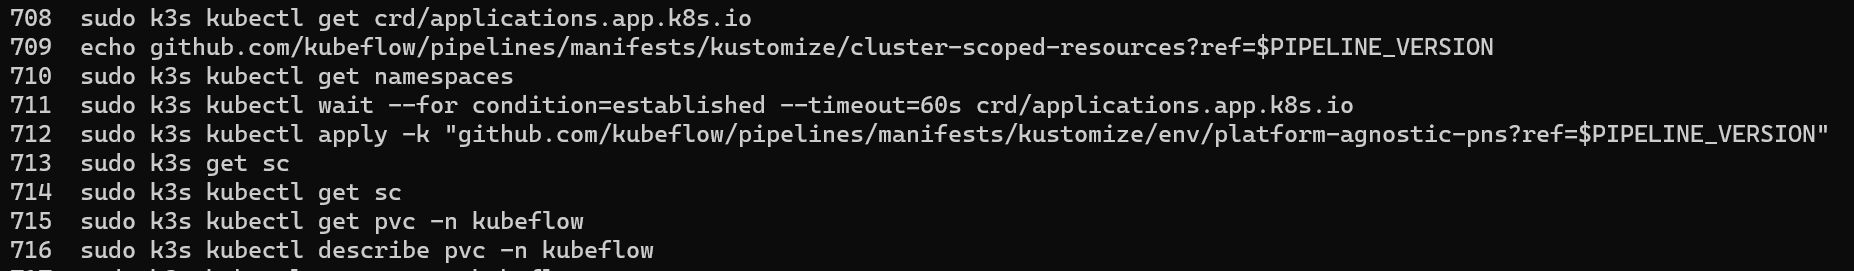 708  sudo k3s kubectl get crd/applications.app.k8s.io
709  echo github.com/kubeflow/pipelines/manifests/kustomize/cluster-scoped-resources?ref=$PIPELINE_VERSION
710  sudo k3s kubectl get namespaces
711  sudo k3s kubectl wait --for condition=established --timeout=60s crd/applications.app.k8s.io
712  sudo k3s kubectl apply -k "github.com/kubeflow/pipelines/manifests/kustomize/env/platform-agnostic-pns?ref=$PIPELINE_VERSION"
713  sudo k3s get sc
714  sudo k3s kubectl get sc
715  sudo k3s kubectl get pvc -n kubeflow
716  sudo k3s kubectl describe pvc -n kubeflow